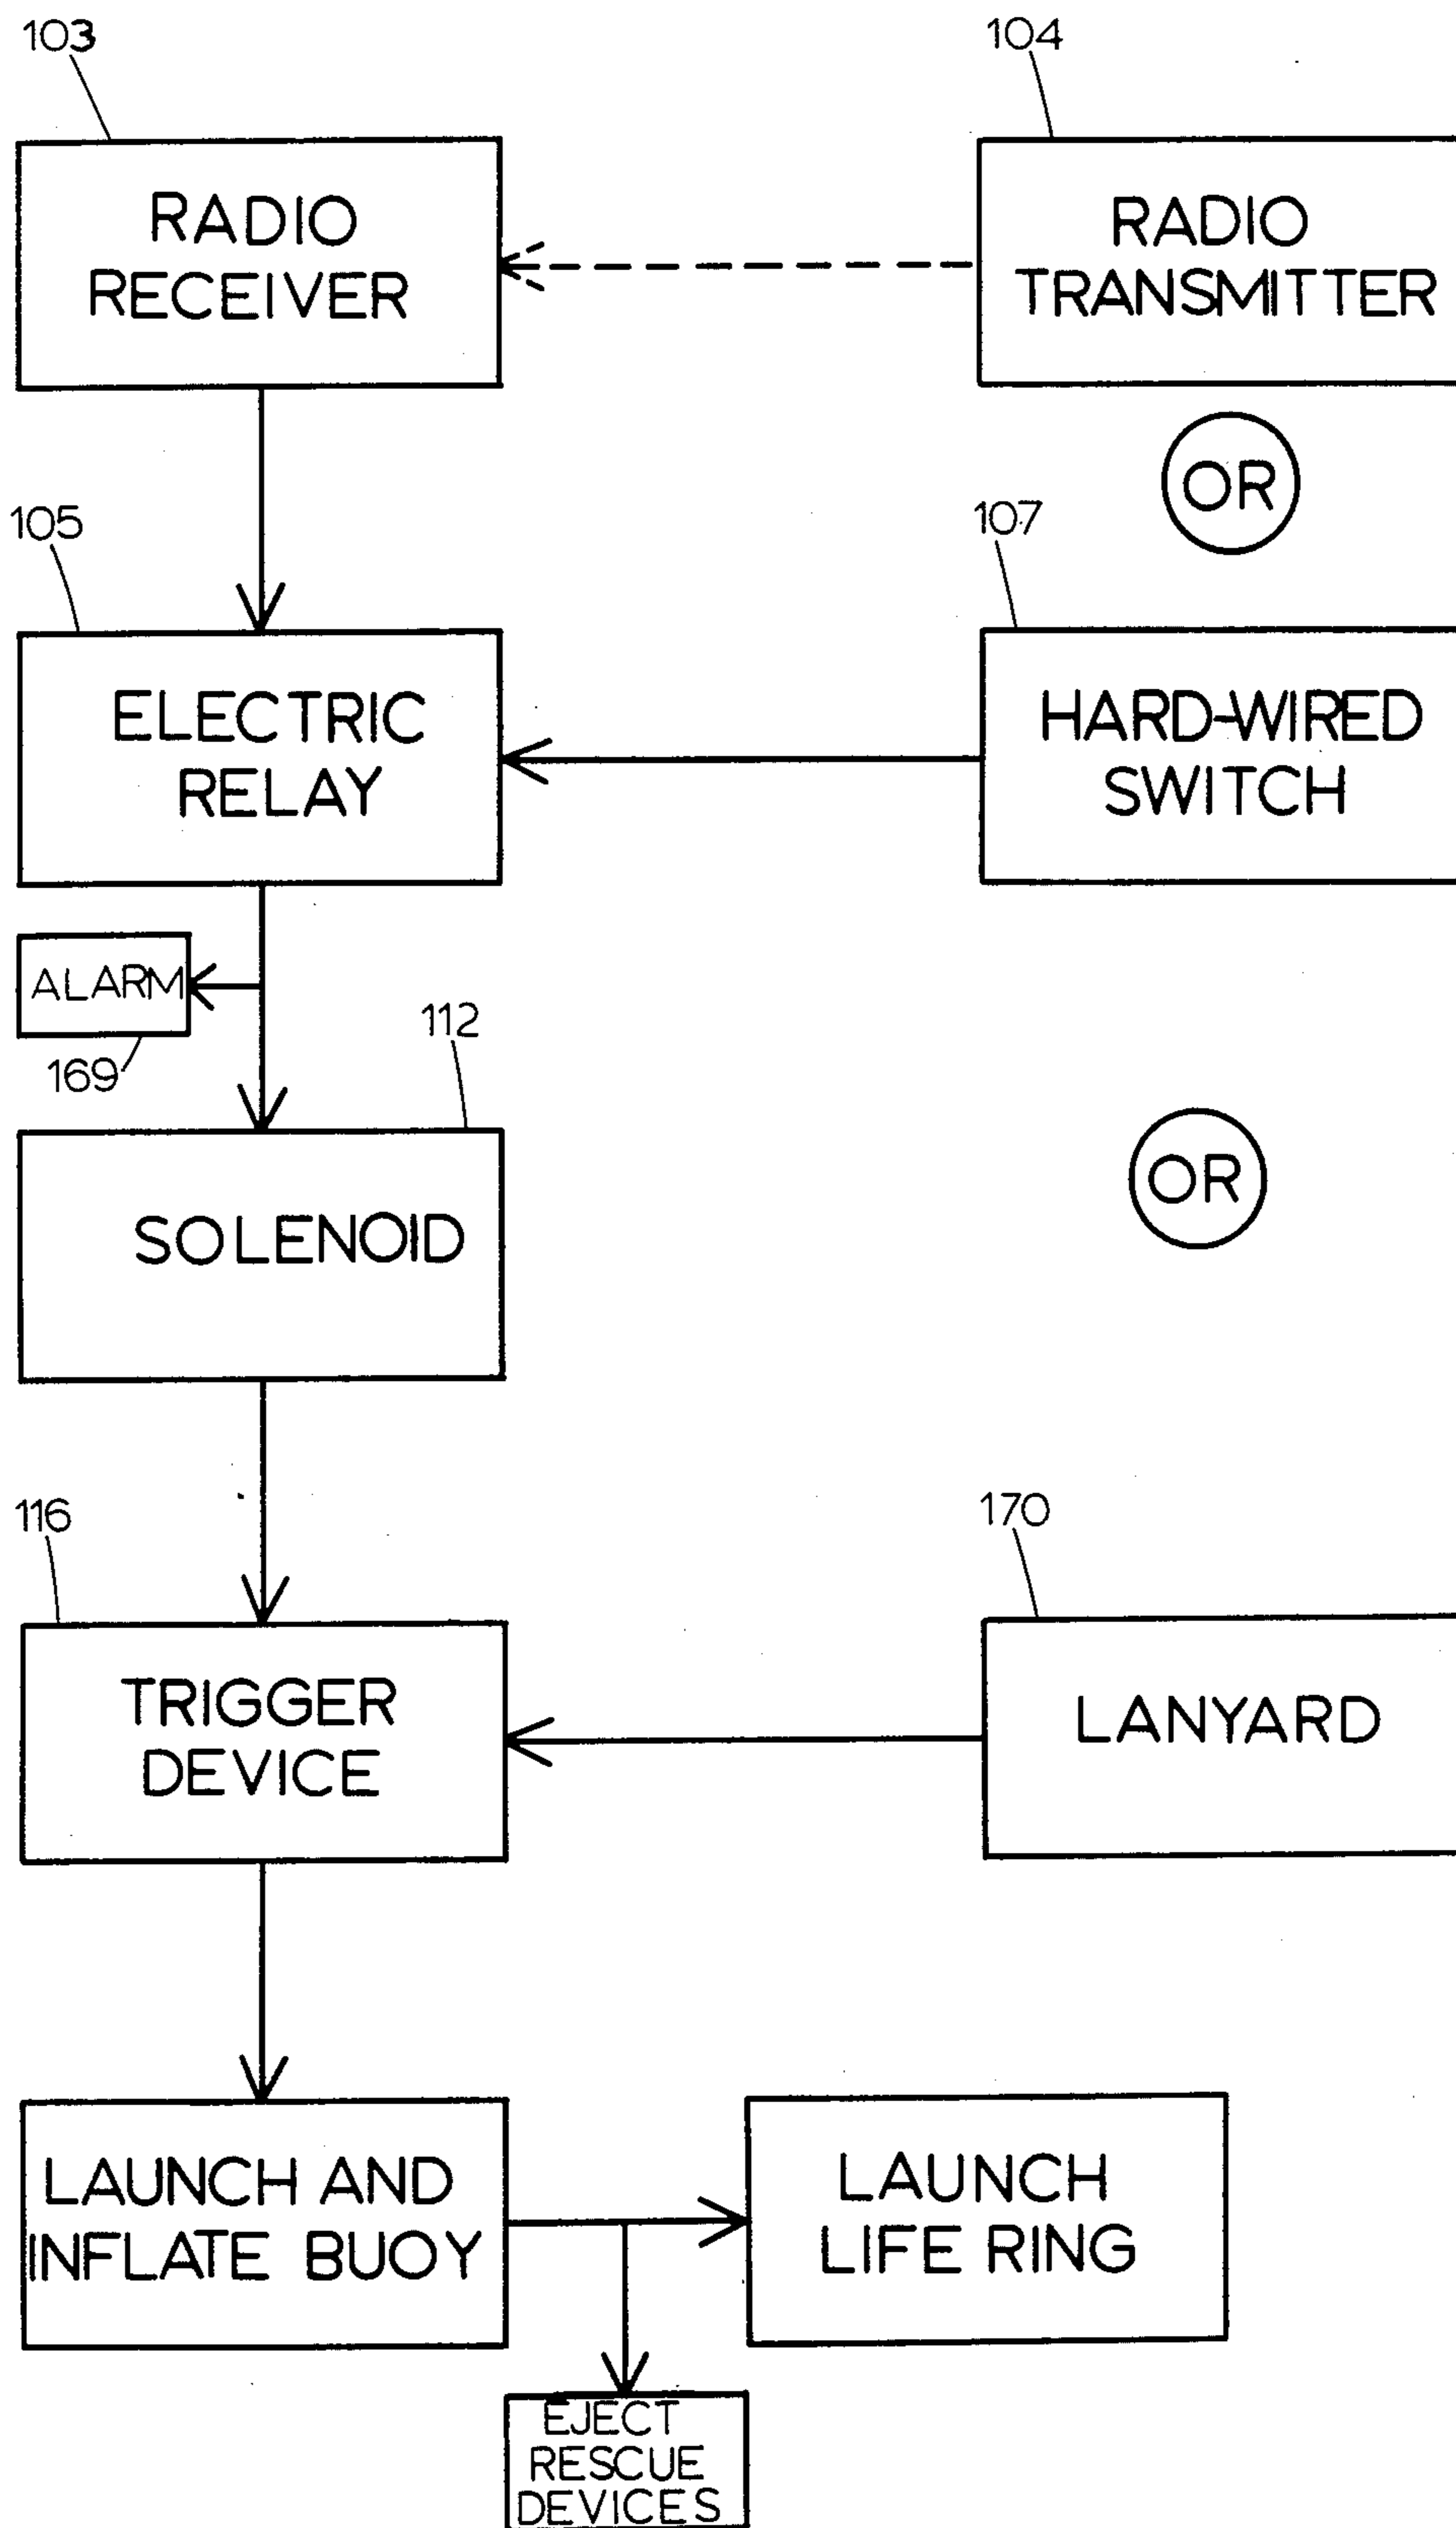 103
104
RADIO
RECEIVER
RADIO
TRANSMITTER
OR
105
107
ELECTRIC
RELAY
HARD-WIRED
SWITCH
ALARM
169
112
SOLENOID
OR
116
170
TRIGGER
DEVICE
LANYARD
LAUNCH AND
INFLATE BUOY
LAUNCH
LIFE RING
EJECT
RESCUE
DEVICES